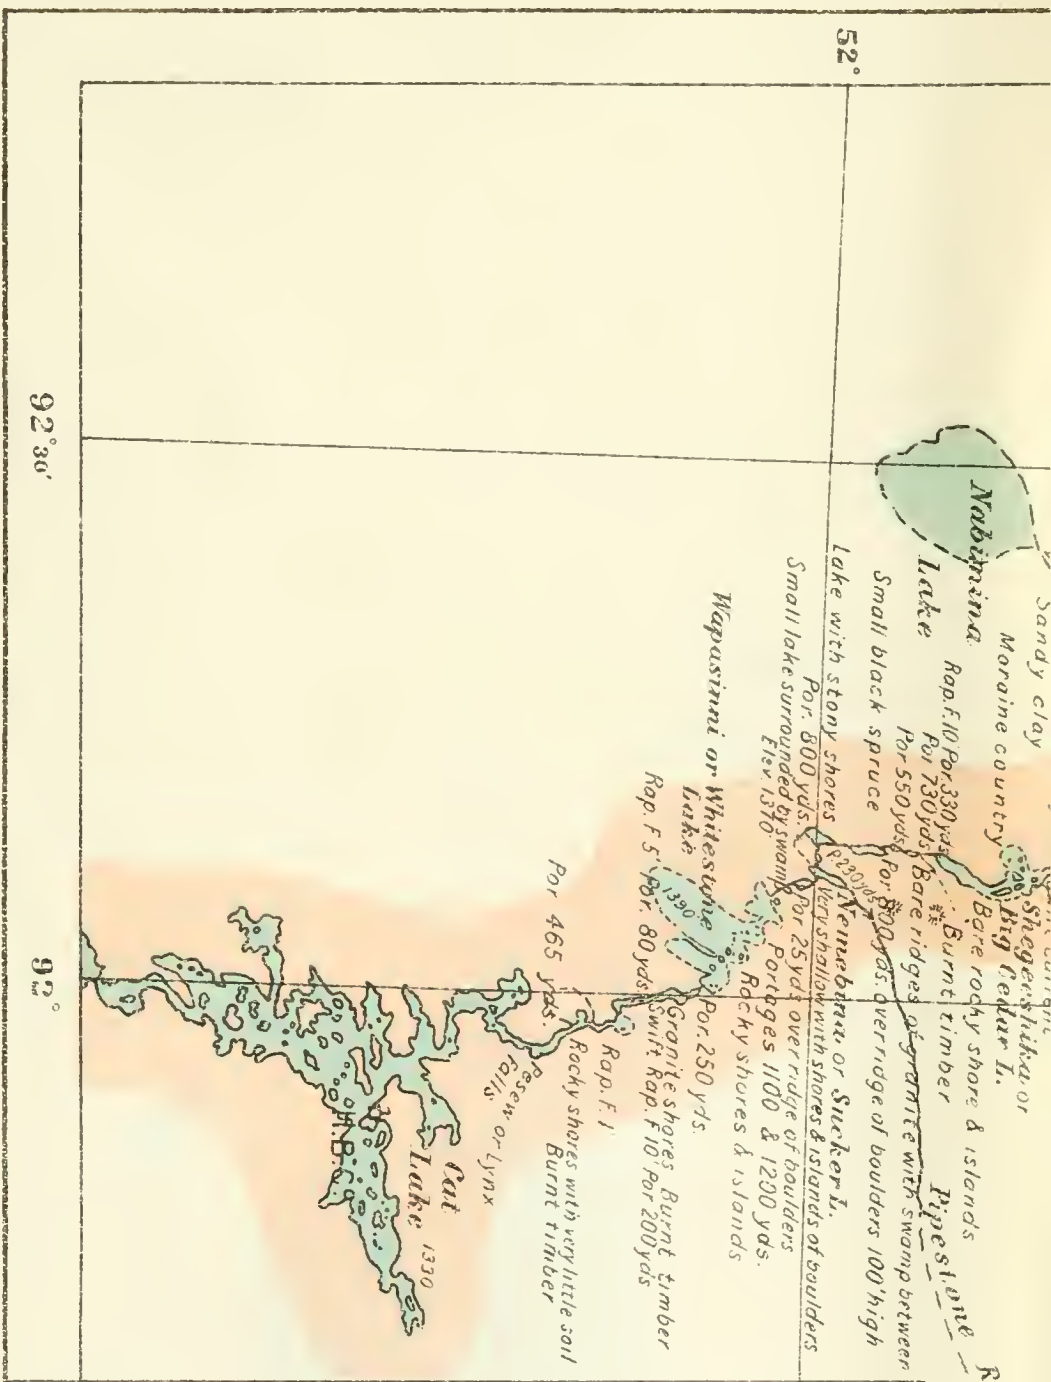 52°
92°30'
92°
Sandy clay
Moraine country
Nabimina
Lake
Rap. F. 10' Por. 330 yds
Por 730 yds
Por 550 yds
Small black spruce
Big Cedar L.
Bare rocky shore & islands
Burnt timber
Bare ridges of granite with swamp between
Por 800 yds. over ridge of boulders 100' high
Pipestone R
P. 230 yds
Nemebun or Sucker L.
Very shallow with shores & islands of boulders
Lake with stony shores
Por. 800 yds.
Por 25 yds over ridge of boulders
Small lake surrounded by swamp
Elev. 1370'
Portages 1100 & 1200 yds.
Rocky shores & islands
Wapasinni or Whitestone
Lake
1390
Por. 250 yds.
Granite shores Burnt timber
Rap. F 5' Por. 80 yds
Swift Rap. F 10' Por 200 yds
Rap. F. 1'
Por 465 yds.
Rocky shores with very little soil
Burnt timber
Pesew or Lynx
Falls
Cat
Lake 1330
H.B.C.